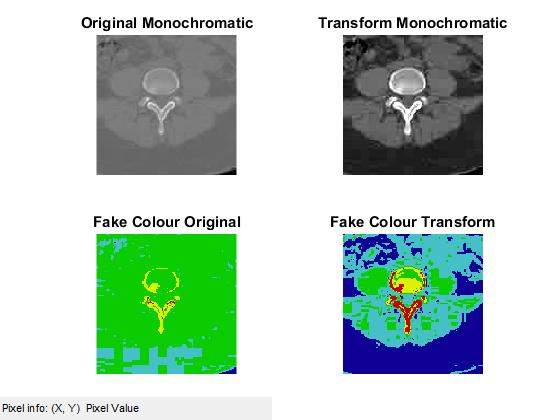 Original Monochromatic
Transform Monochromatic
Fake Colour Original
Fake Colour Transform
Pixel info: (X, Y)  Pixel Value